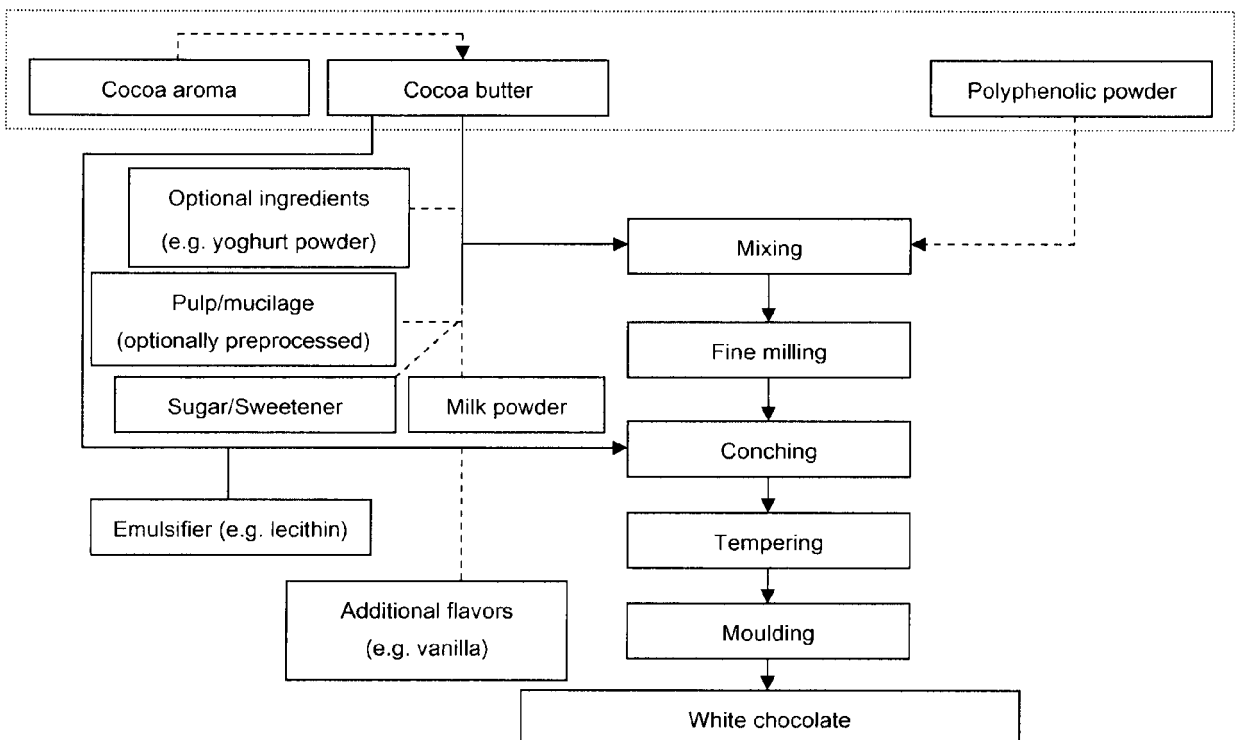 Cocoa aroma
Cocoa butter
Polyphenolic powder
Optional ingredients
(e.g. yoghurt powder)
Mixing
Pulp/mucilage
(optionally preprocessed)
Fine milling
Sugar/Sweetener
Milk powder
Conching
Emulsifier (e.g. lecithin)
Tempering
Additional flavors
(e.g. vanilla)
Moulding
White chocolate